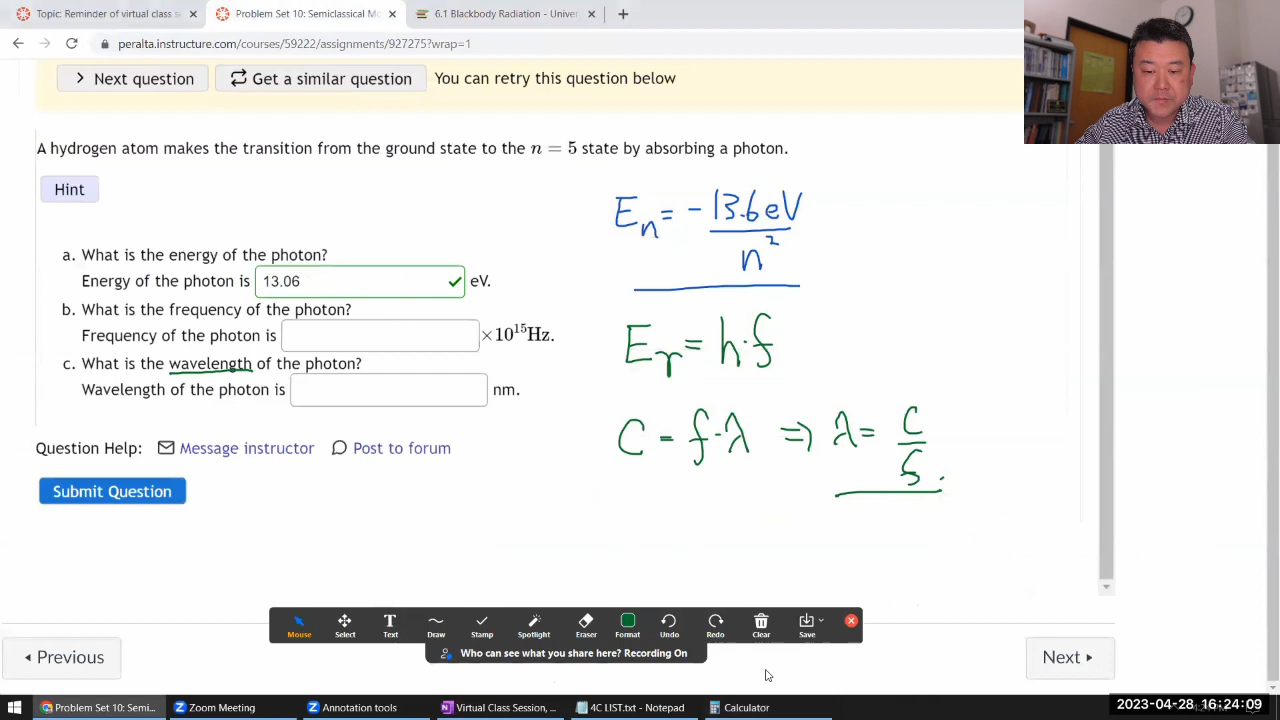 Reminder of virtual class s
Problem Set 10: Semiclassical Mo
6.1 Blackbody Radiation - Univer
peralta.instructure.com/courses/59222/assignments/927275?wrap=1
Next question
Get a similar question
You can retry this question below
A hydrogen atom makes the transition from the ground state to the n = 5 state by absorbing a photon.
Hint
E_n = -13.6 eV / n^2
a. What is the energy of the photon?
Energy of the photon is 13.06 eV.
b. What is the frequency of the photon?
Frequency of the photon is ×10^15 Hz.
E_γ = h·f
c. What is the wavelength of the photon?
Wavelength of the photon is nm.
C = f·λ ⇒ λ = C / f.
Question Help: Message instructor Post to forum
Submit Question
Mouse Select Text Draw Stamp Spotlight Eraser Format Undo Redo Clear Save
Who can see what you share here? Recording On
Previous
Next
Problem Set 10: Semi... Zoom Meeting Annotation tools Virtual Class Session, ... 4C LIST.txt - Notepad Calculator
2023-04-28 16:24:09